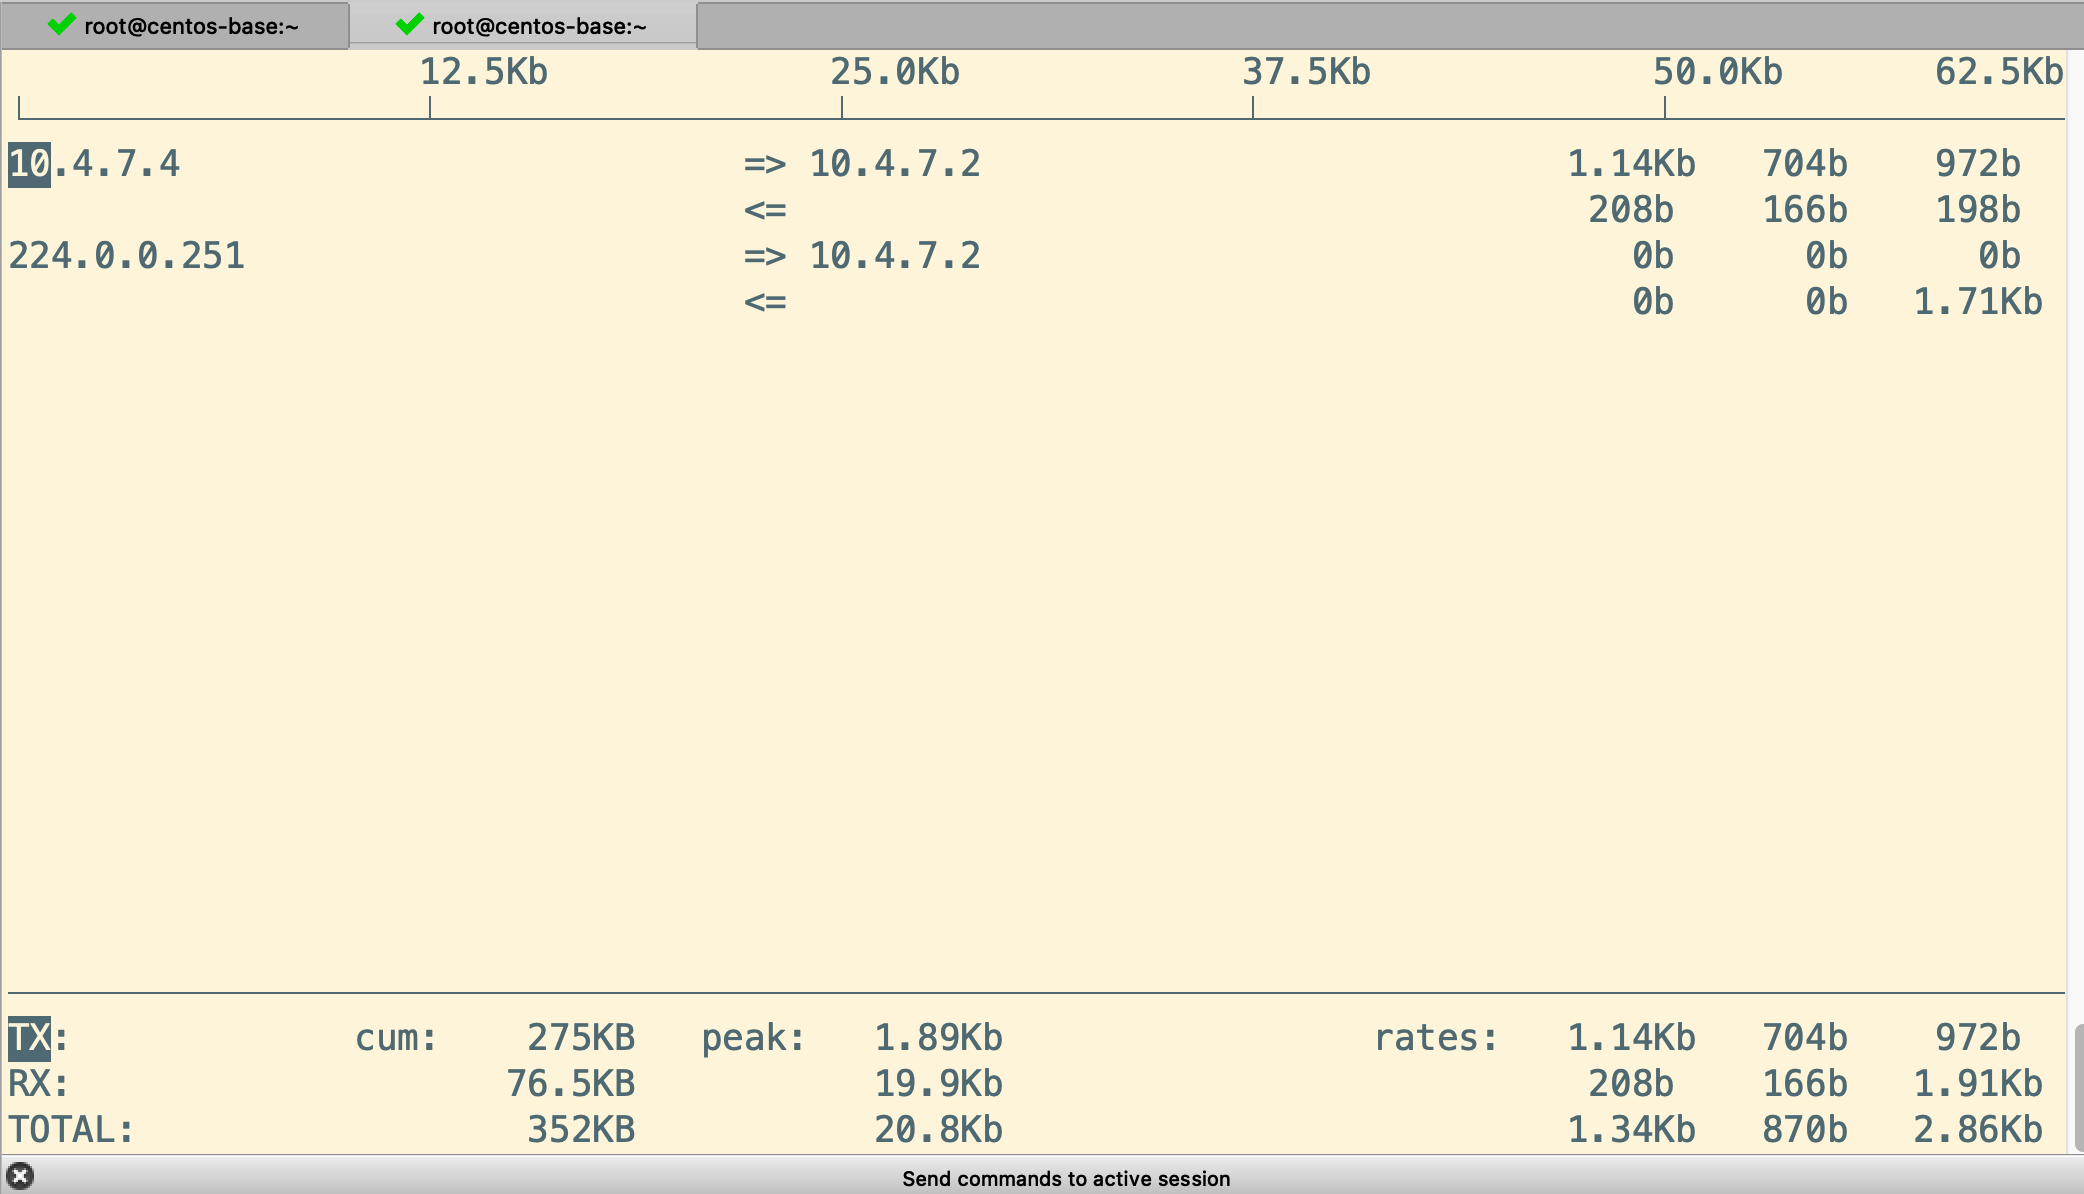 root@centos-base:~ root@centos-base:~
12.5Kb 25.0Kb 37.5Kb 50.0Kb 62.5Kb
10.4.7.4 => 10.4.7.2 1.14Kb 704b 972b
<= 208b 166b 198b
224.0.0.251 => 10.4.7.2 0b 0b 0b
<= 0b 0b 1.71Kb
TX: cum: 275KB peak: 1.89Kb rates: 1.14Kb 704b 972b
RX: 76.5KB 19.9Kb 208b 166b 1.91Kb
TOTAL: 352KB 20.8Kb 1.34Kb 870b 2.86Kb
Send commands to active session